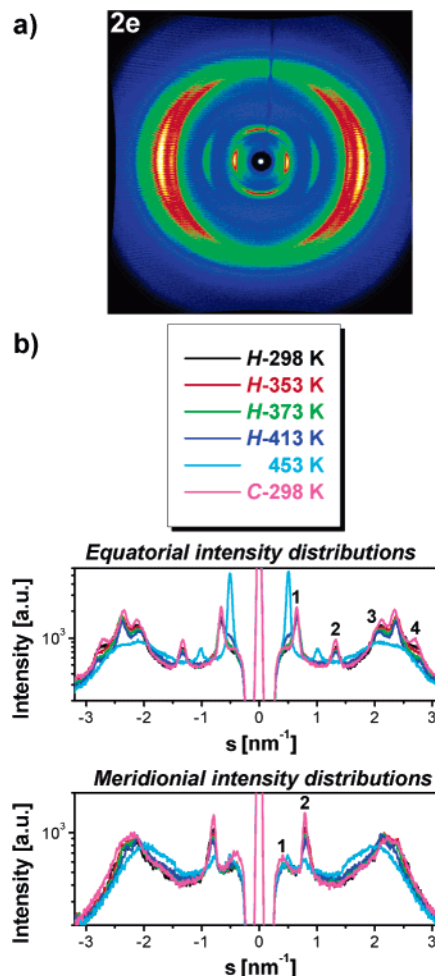 a)
2e
b)
H-298 K
H-353 K
H-373 K
H-413 K
453 K
C-298 K
Equatorial intensity distributions
Intensity [a.u.]
10³
1
2
3
4
-3 -2 -1 0 1 2 3
s [nm⁻¹]
Meridionial intensity distributions
Intensity [a.u.]
10³
1
2
-3 -2 -1 0 1 2 3
s [nm⁻¹]